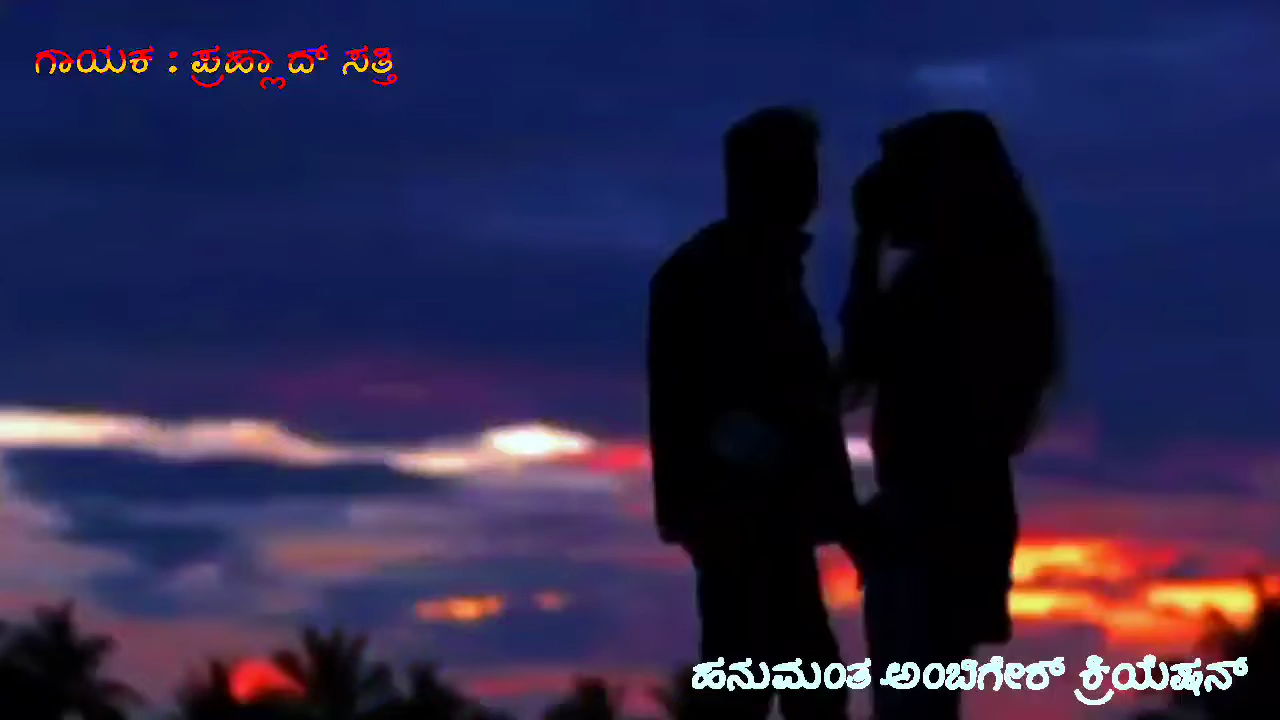 ಗಾಯಕ : ಪ್ರಹ್ಲಾದ್ ಸತ್ತಿ
ಹನುಮಂತ ಅಂಬಿಗೇರ್ ಕ್ರಿಯೆಷನ್